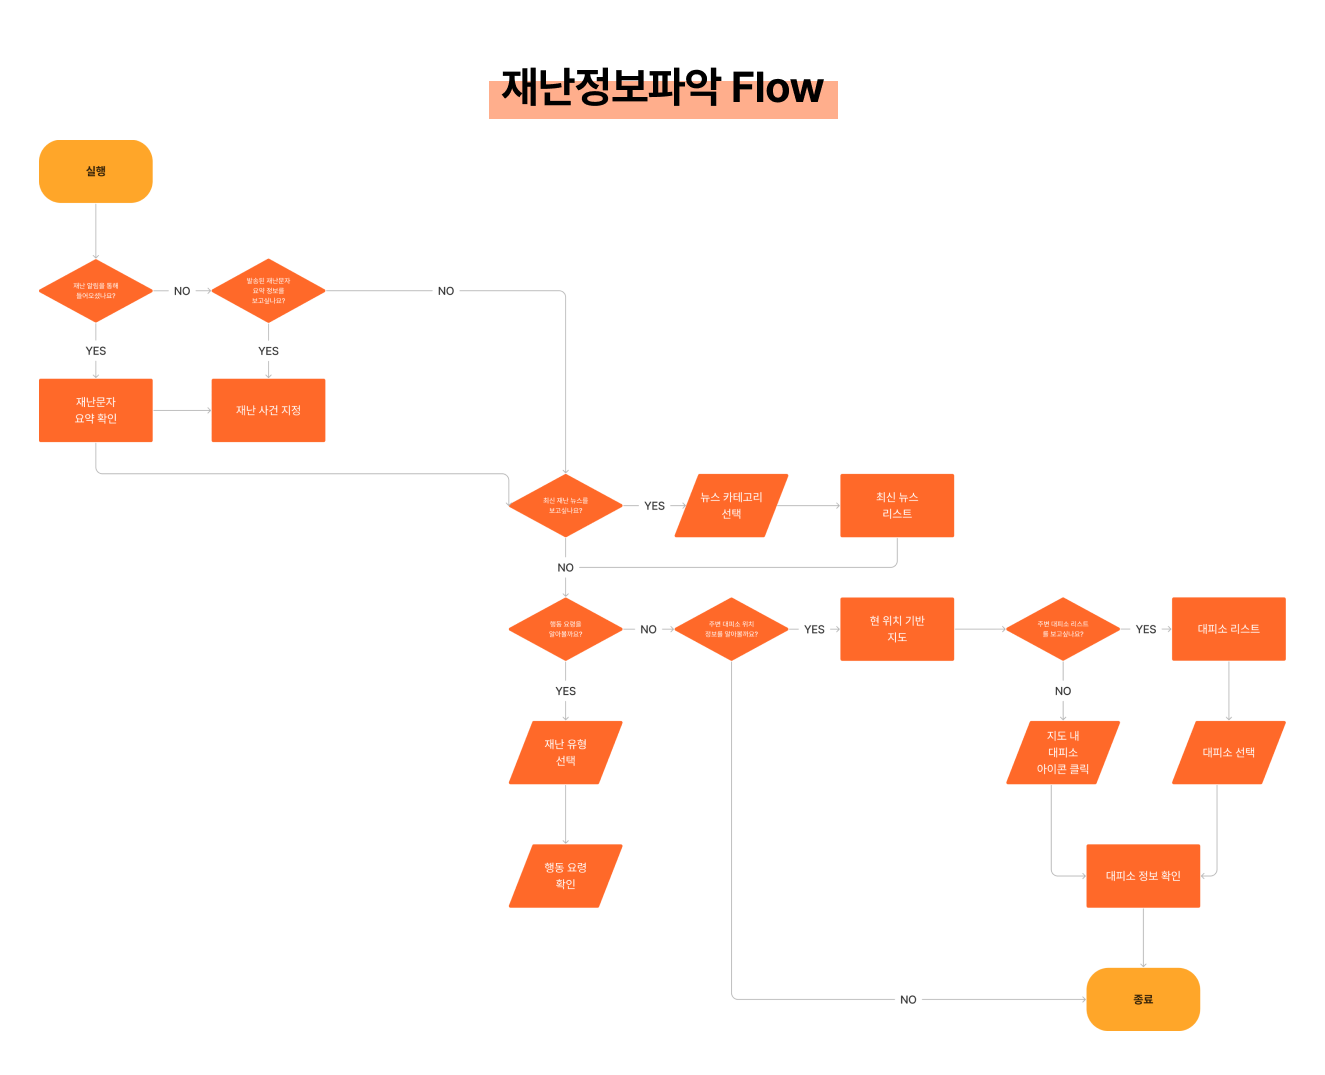 재난정보파악 Flow
실행
재난 알림을 통해
들어오셨나요?
NO
발송된 재난문자
요약 정보를
보고싶나요?
NO
YES
YES
재난문자
요약 확인
재난 사건 지정
최신 재난 뉴스를
보고싶나요?
YES
뉴스 카테고리
선택
최신 뉴스
리스트
NO
행동 요령을
알아볼까요?
NO
주변 대피소 위치
정보를 알아볼까요?
YES
현 위치 기반
지도
주변 대피소 리스트
를 보고싶나요?
YES
대피소 리스트
YES
NO
재난 유형
선택
지도 내
대피소
아이콘 클릭
대피소 선택
행동 요령
확인
대피소 정보 확인
NO
종료